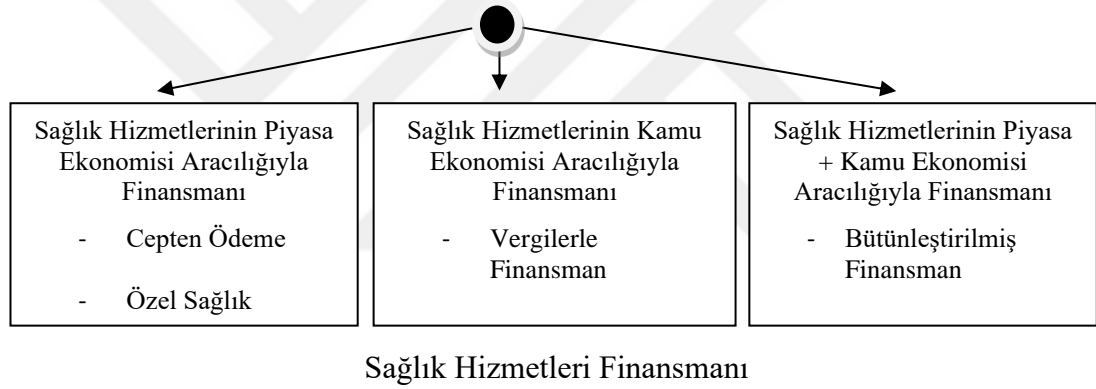 Sağlık Hizmetlerinin Piyasa
Ekonomisi Aracılığıyla
Finansmanı
- Cepten Ödeme
- Özel Sağlık
Sağlık Hizmetlerinin Kamu
Ekonomisi Aracılığıyla
Finansmanı
- Vergilerle
Finansman
Sağlık Hizmetlerinin Piyasa
+ Kamu Ekonomisi
Aracılığıyla Finansmanı
- Bütünleştirilmiş
Finansman
Sağlık Hizmetleri Finansmanı